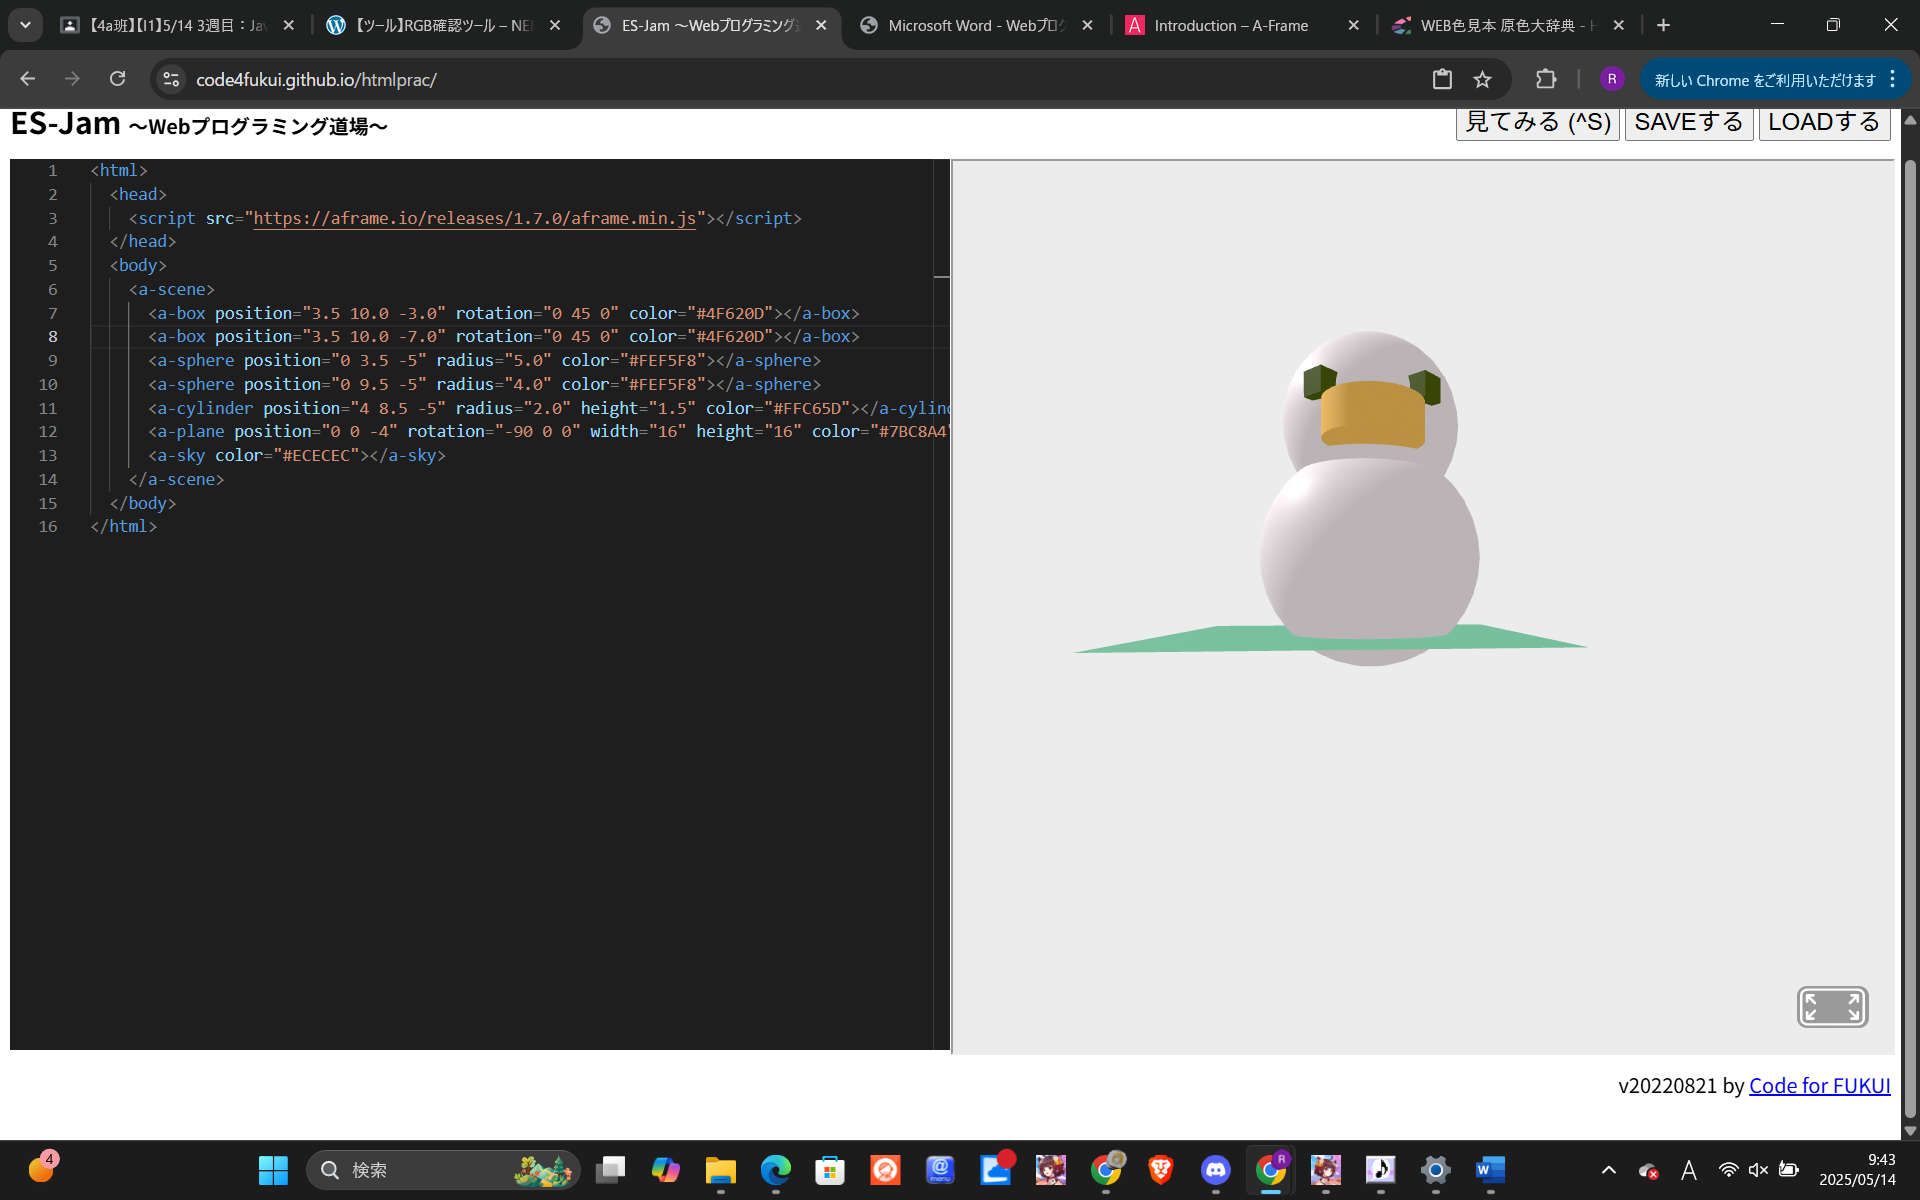 【4a班】【I1】5/14 3週目：Ja
【ツール】RGB確認ツール – NE
ES-Jam 〜Webプログラミング
Microsoft Word - Webプロ
Introduction – A-Frame
WEB色見本 原色大辞典 -
code4fukui.github.io/htmlprac/
R
新しい Chrome をご利用いただけます
ES-Jam 〜Webプログラミング道場〜
見てみる (^S)
SAVEする
LOADする
1 <html>
2 <head>
3 <script src="https://aframe.io/releases/1.7.0/aframe.min.js"></script>
4 </head>
5 <body>
6 <a-scene>
7 <a-box position="3.5 10.0 -3.0" rotation="0 45 0" color="#4F620D"></a-box>
8 <a-box position="3.5 10.0 -7.0" rotation="0 45 0" color="#4F620D"></a-box>
9 <a-sphere position="0 3.5 -5" radius="5.0" color="#FEF5F8"></a-sphere>
10 <a-sphere position="0 9.5 -5" radius="4.0" color="#FEF5F8"></a-sphere>
11 <a-cylinder position="4 8.5 -5" radius="2.0" height="1.5" color="#FFC65D"></a-cylind
12 <a-plane position="0 0 -4" rotation="-90 0 0" width="16" height="16" color="#7BC8A4"
13 <a-sky color="#ECECEC"></a-sky>
14 </a-scene>
15 </body>
16 </html>
v20220821 by Code for FUKUI
4
検索
A
9:43
2025/05/14